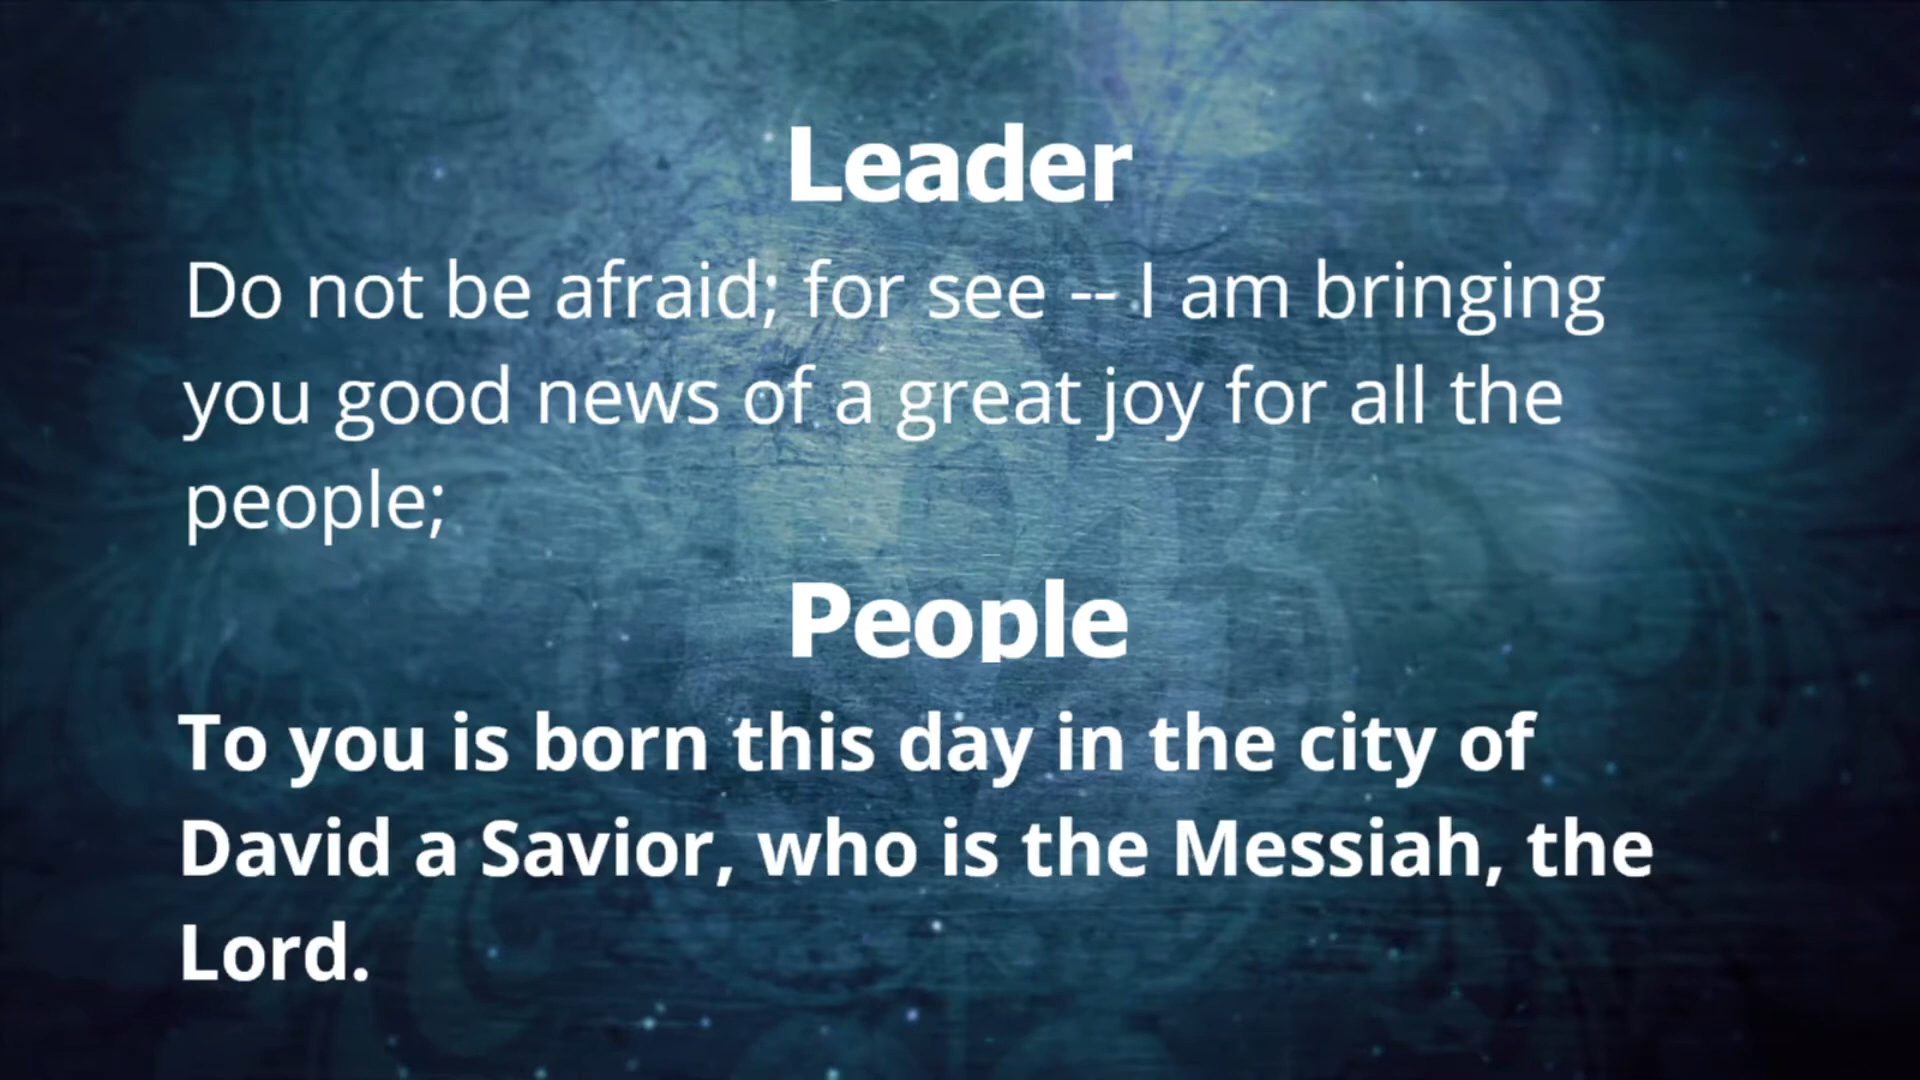 Leader
Do not be afraid; for see -- I am bringing
you good news of a great joy for all the
people;
People
To you is born this day in the city of
David a Savior, who is the Messiah, the
Lord.